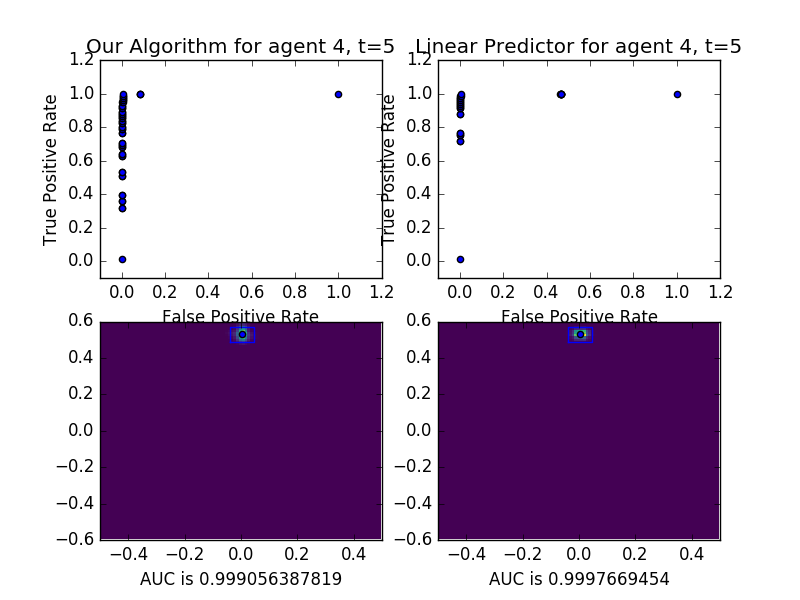 Our Algorithm for agent 4, t=5
Linear Predictor for agent 4, t=5
True Positive Rate
1.2
1.0
0.8
0.6
0.4
0.2
0.0
0.0 0.2 0.4 0.6 0.8 1.0 1.2
False Positive Rate
True Positive Rate
1.2
1.0
0.8
0.6
0.4
0.2
0.0
0.0 0.2 0.4 0.6 0.8 1.0 1.2
False Positive Rate
0.6
0.4
0.2
0.0
−0.2
−0.4
−0.6
−0.4 −0.2 0.0 0.2 0.4
AUC is 0.999056387819
0.6
0.4
0.2
0.0
−0.2
−0.4
−0.6
−0.4 −0.2 0.0 0.2 0.4
AUC is 0.9997669454